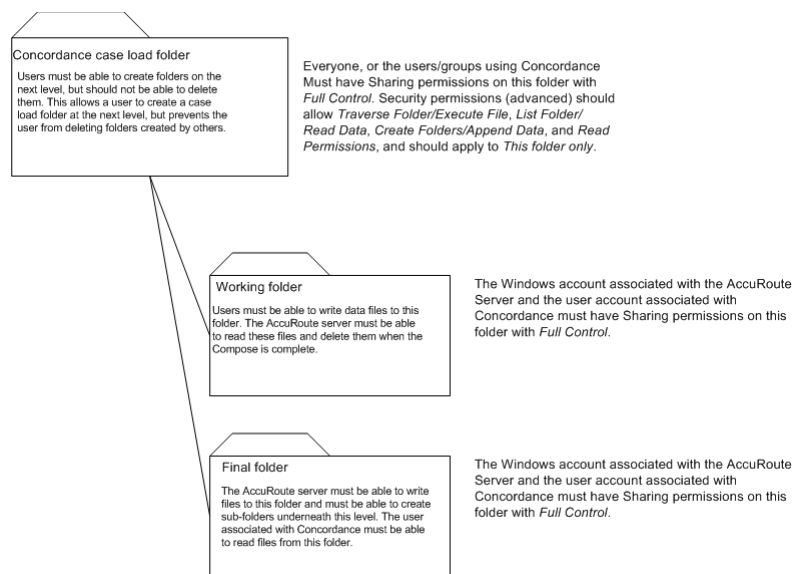 Concordance case load folder
Users must be able to create folders on the
next level, but should not be able to delete
them. This allows a user to create a case
load folder at the next level, but prevents the
user from deleting folders created by others.
Everyone, or the users/groups using Concordance
Must have Sharing permissions on this folder with
Full Control. Security permissions (advanced) should
allow Traverse Folder/Execute File, List Folder/
Read Data, Create Folders/Append Data, and Read
Permissions, and should apply to This folder only.
Working folder
Users must be able to write data files to this
folder. The AccuRoute server must be able
to read these files and delete them when the
Compose is complete.
The Windows account associated with the AccuRoute
Server and the user account associated with
Concordance must have Sharing permissions on this
folder with Full Control.
Final folder
The AccuRoute server must be able to write
files to this folder and must be able to create
sub-folders underneath this level. The user
associated with Concordance must be able
to read files from this folder.
The Windows account associated with the AccuRoute
Server and the user account associated with
Concordance must have Sharing permissions on this
folder with Full Control.